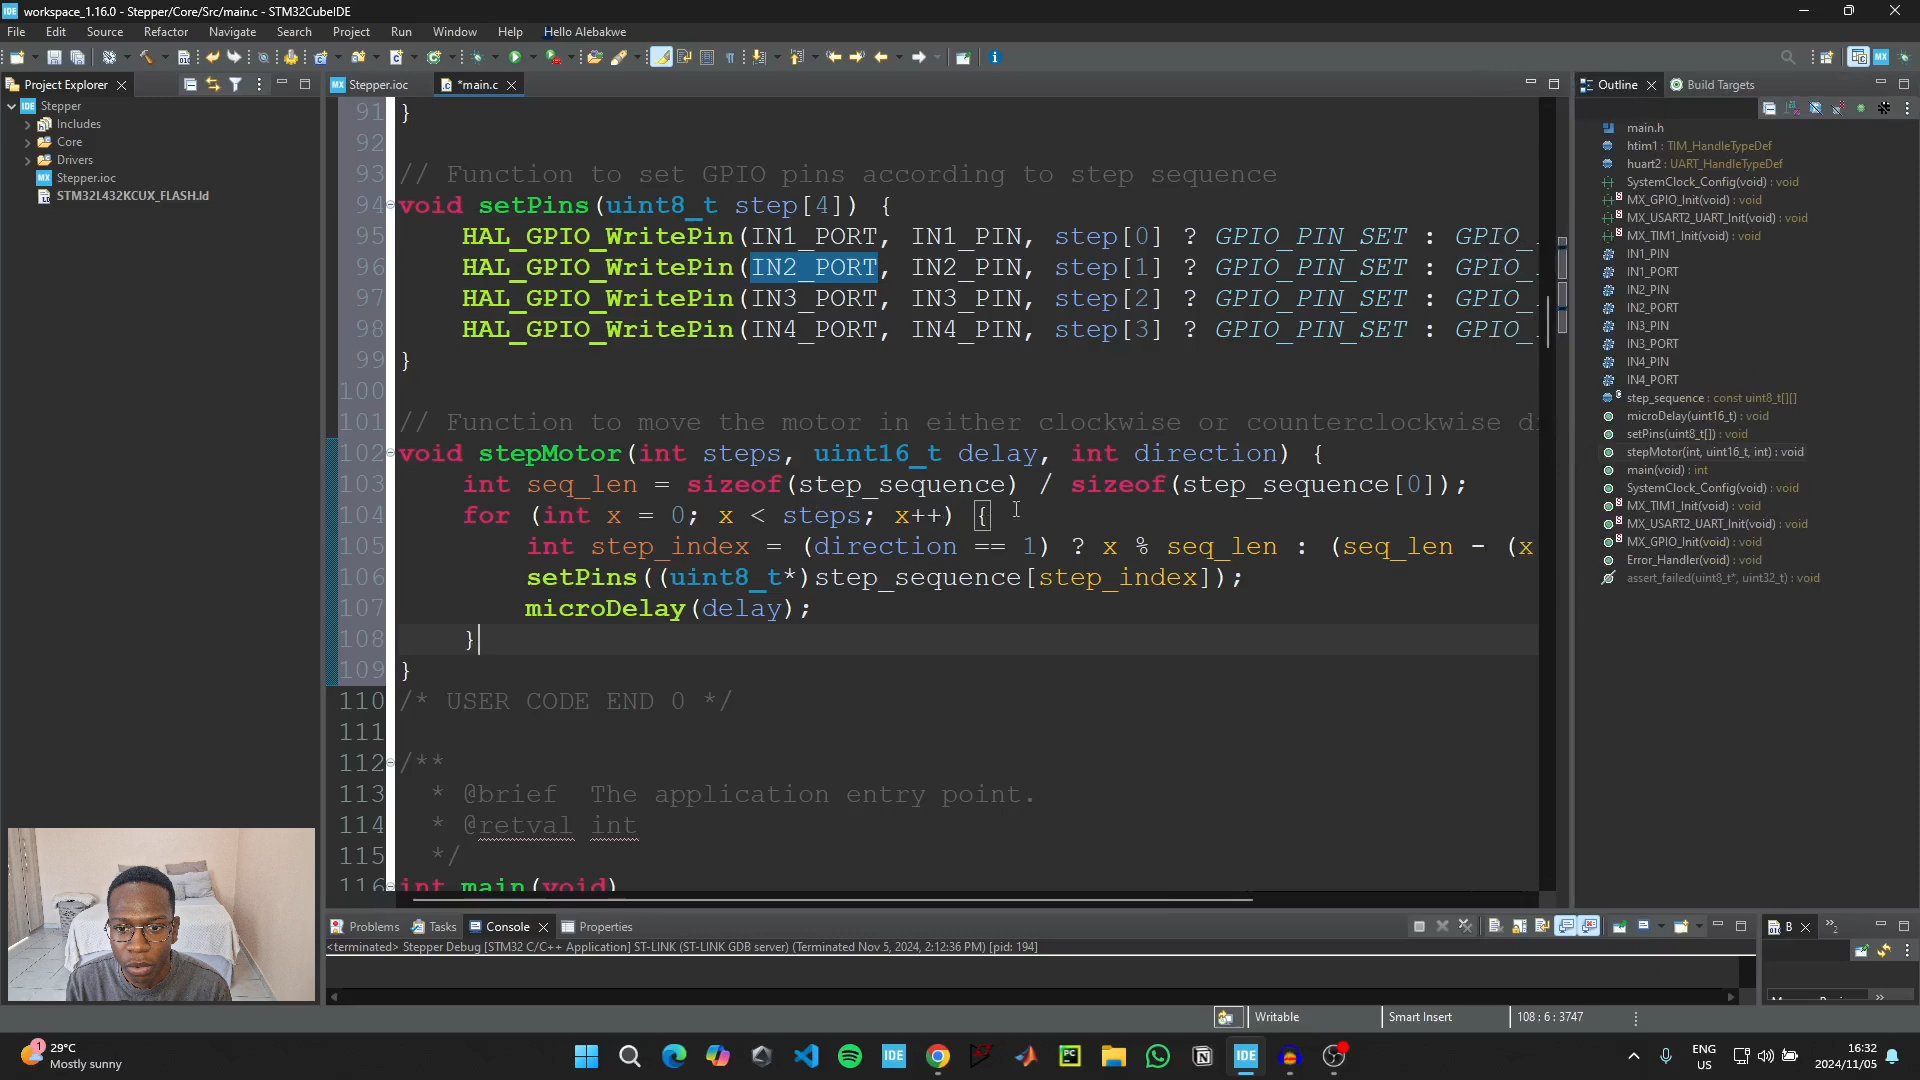 workspace_1.16.0 - Stepper/Core/Src/main.c - STM32CubeIDE
File Edit Source Refactor Navigate Search Project Run Window Help Hello Alebakwe
Project Explorer
Stepper
Includes
Core
Drivers
Stepper.ioc
STM32L432KCUX_FLASH.ld
Stepper.ioc
*main.c
91 }
92
93 // Function to set GPIO pins according to step sequence
94 void setPins(uint8_t step[4]) {
95 HAL_GPIO_WritePin(IN1_PORT, IN1_PIN, step[0] ? GPIO_PIN_SET : GPIO_
96 HAL_GPIO_WritePin(IN2_PORT, IN2_PIN, step[1] ? GPIO_PIN_SET : GPIO_
97 HAL_GPIO_WritePin(IN3_PORT, IN3_PIN, step[2] ? GPIO_PIN_SET : GPIO_
98 HAL_GPIO_WritePin(IN4_PORT, IN4_PIN, step[3] ? GPIO_PIN_SET : GPIO_
99 }
100
101 // Function to move the motor in either clockwise or counterclockwise d
102 void stepMotor(int steps, uint16_t delay, int direction) {
103 int seq_len = sizeof(step_sequence) / sizeof(step_sequence[0]);
104 for (int x = 0; x < steps; x++) {
105 int step_index = (direction == 1) ? x % seq_len : (seq_len - (x
106 setPins((uint8_t*)step_sequence[step_index]);
107 microDelay(delay);
108 }
109 }
110 /* USER CODE END 0 */
111
112 /**
113 * @brief The application entry point.
114 * @retval int
115 */
116 int main(void)
Outline
Build Targets
main.h
htim1 : TIM_HandleTypeDef
huart2 : UART_HandleTypeDef
SystemClock_Config(void) : void
MX_GPIO_Init(void) : void
MX_USART2_UART_Init(void) : void
MX_TIM1_Init(void) : void
IN1_PIN
IN1_PORT
IN2_PIN
IN2_PORT
IN3_PIN
IN3_PORT
IN4_PIN
IN4_PORT
step_sequence : const uint8_t[][]
microDelay(uint16_t) : void
setPins(uint8_t[]) : void
stepMotor(int, uint16_t, int) : void
main(void) : int
SystemClock_Config(void) : void
MX_TIM1_Init(void) : void
MX_USART2_UART_Init(void) : void
MX_GPIO_Init(void) : void
Error_Handler(void) : void
assert_failed(uint8_t*, uint32_t) : void
Problems Tasks Console Properties
<terminated> Stepper Debug [STM32 C/C++ Application] ST-LINK (ST-LINK GDB server) (Terminated Nov 5, 2024, 2:12:36 PM) [pid: 194]
B
Writable
Smart Insert
108 : 6 : 3747
29°C
Mostly sunny
ENG
US
16:32
2024/11/05